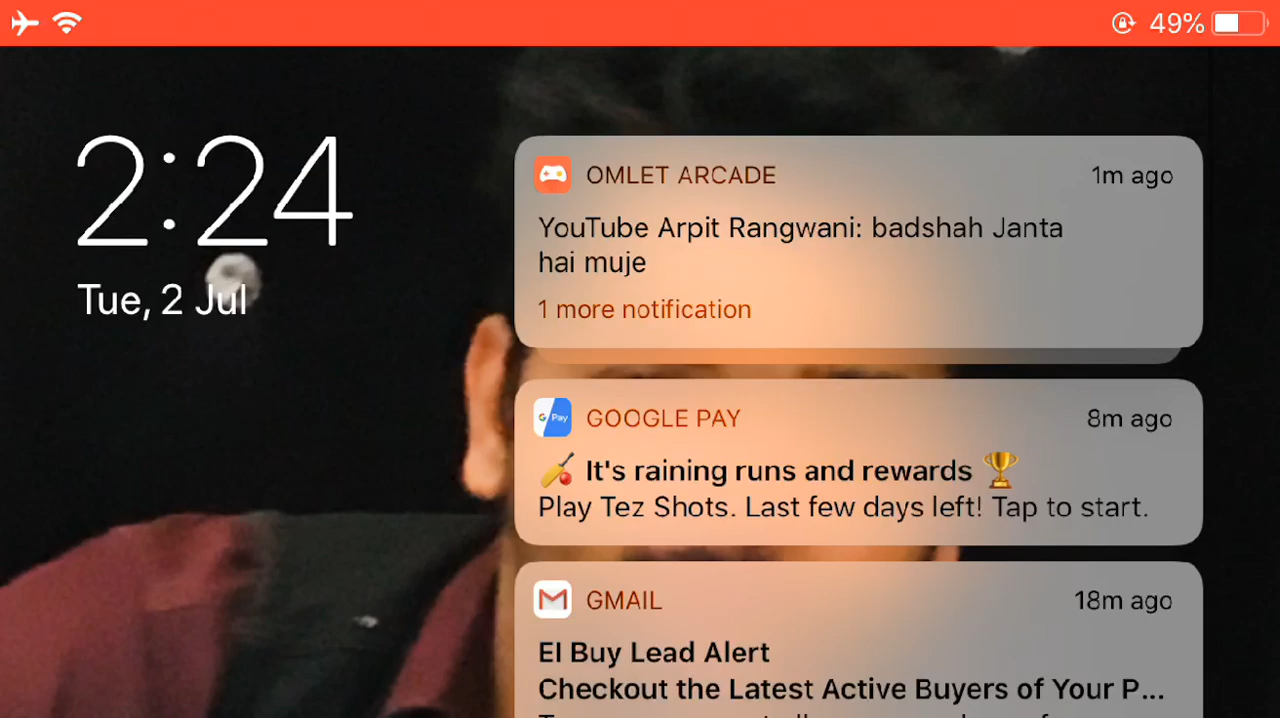 49%
2:24
Tue, 2 Jul
OMLET ARCADE 1m ago
YouTube Arpit Rangwani: badshah Janta
hai muje
1 more notification
G Pay
GOOGLE PAY 8m ago
It's raining runs and rewards
Play Tez Shots. Last few days left! Tap to start.
GMAIL 18m ago
EI Buy Lead Alert
Checkout the Latest Active Buyers of Your P...